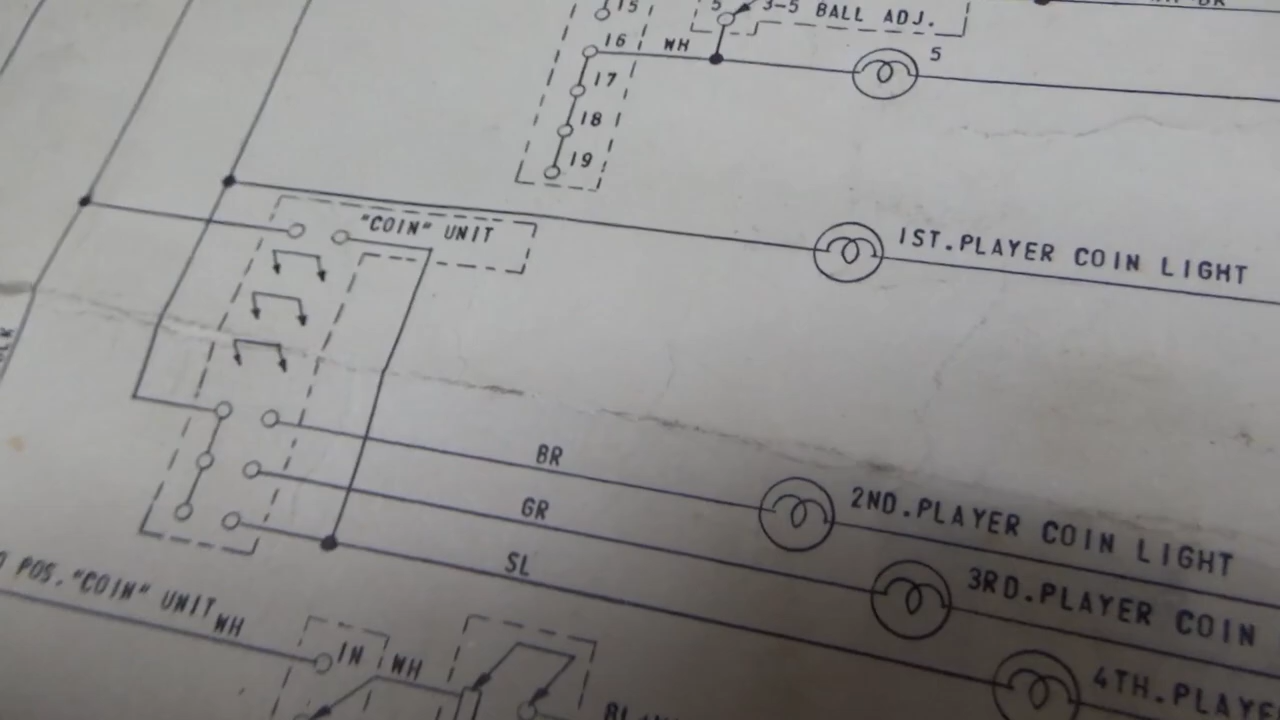 15
5 3-5 BALL ADJ.
16 WH
5
17
18
19
"COIN" UNIT
1ST.PLAYER COIN LIGHT
BR
2ND.PLAYER COIN LIGHT
GR
3RD.PLAYER COIN
SL
4TH.PLAYER
POS."COIN" UNIT
WH
IN WH